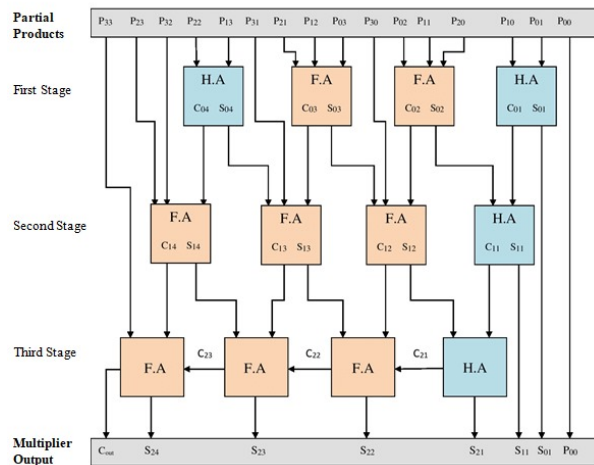 Partial
Products
P33 P23 P32 P22 P13 P31 P21 P12 P03 P30 P02 P11 P20 P10 P01 P00
First Stage
H.A
C04 S04
F.A
C03 S03
F.A
C02 S02
H.A
C01 S01
Second Stage
F.A
C14 S14
F.A
C13 S13
F.A
C12 S12
H.A
C11 S11
Third Stage
F.A
C23
F.A
C22
F.A
C21
H.A
Multiplier
Output
Cout S24 S23 S22 S21 S11 S01 P00